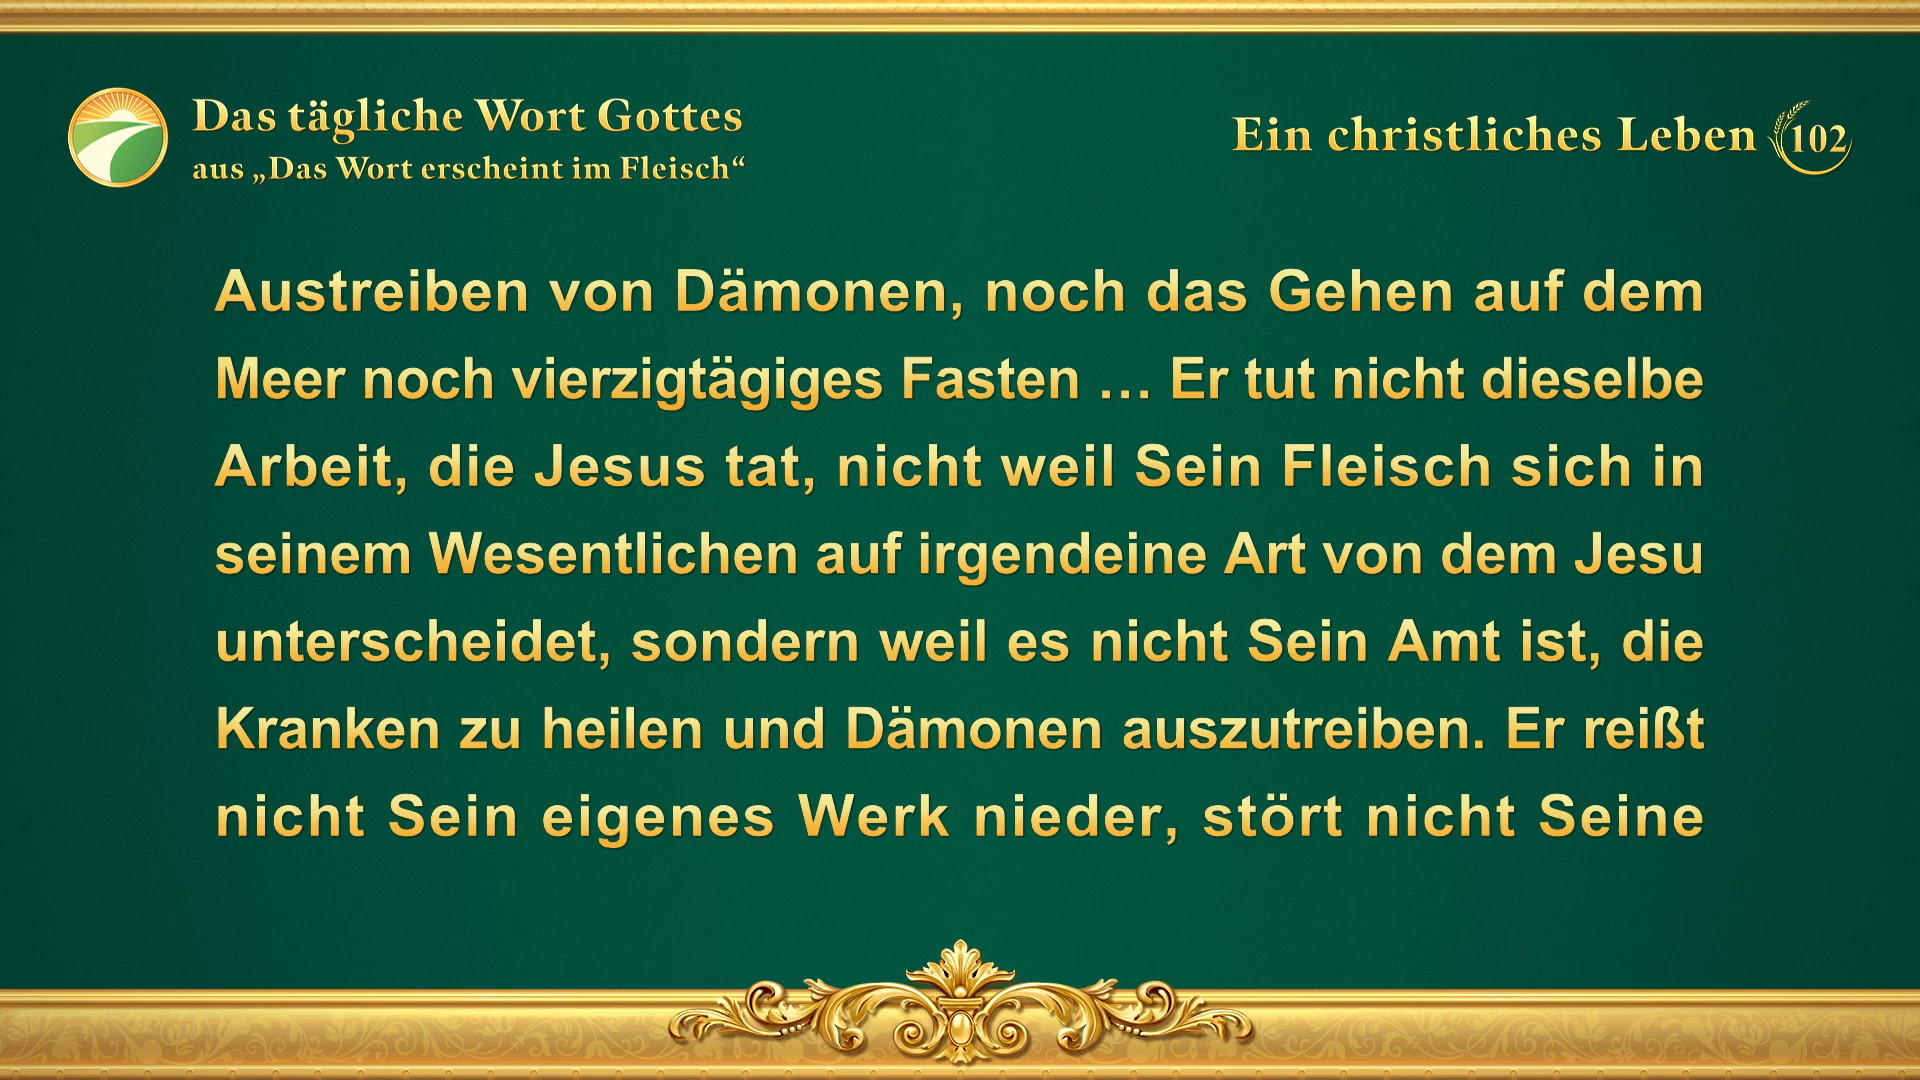 Das tägliche Wort Gottes
aus „Das Wort erscheint im Fleisch“
Ein christliches Leben 102
Austreiben von Dämonen, noch das Gehen auf dem
Meer noch vierzigtägiges Fasten … Er tut nicht dieselbe
Arbeit, die Jesus tat, nicht weil Sein Fleisch sich in
seinem Wesentlichen auf irgendeine Art von dem Jesu
unterscheidet, sondern weil es nicht Sein Amt ist, die
Kranken zu heilen und Dämonen auszutreiben. Er reißt
nicht Sein eigenes Werk nieder, stört nicht Seine